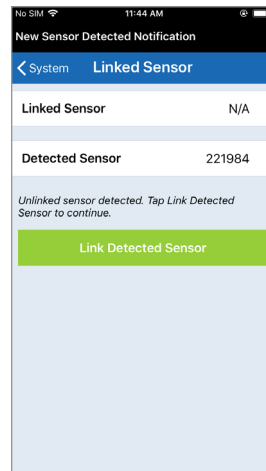 No SIM 11:44 AM
New Sensor Detected Notification
System Linked Sensor
Linked Sensor N/A
Detected Sensor 221984
Unlinked sensor detected. Tap Link Detected
Sensor to continue.
Link Detected Sensor